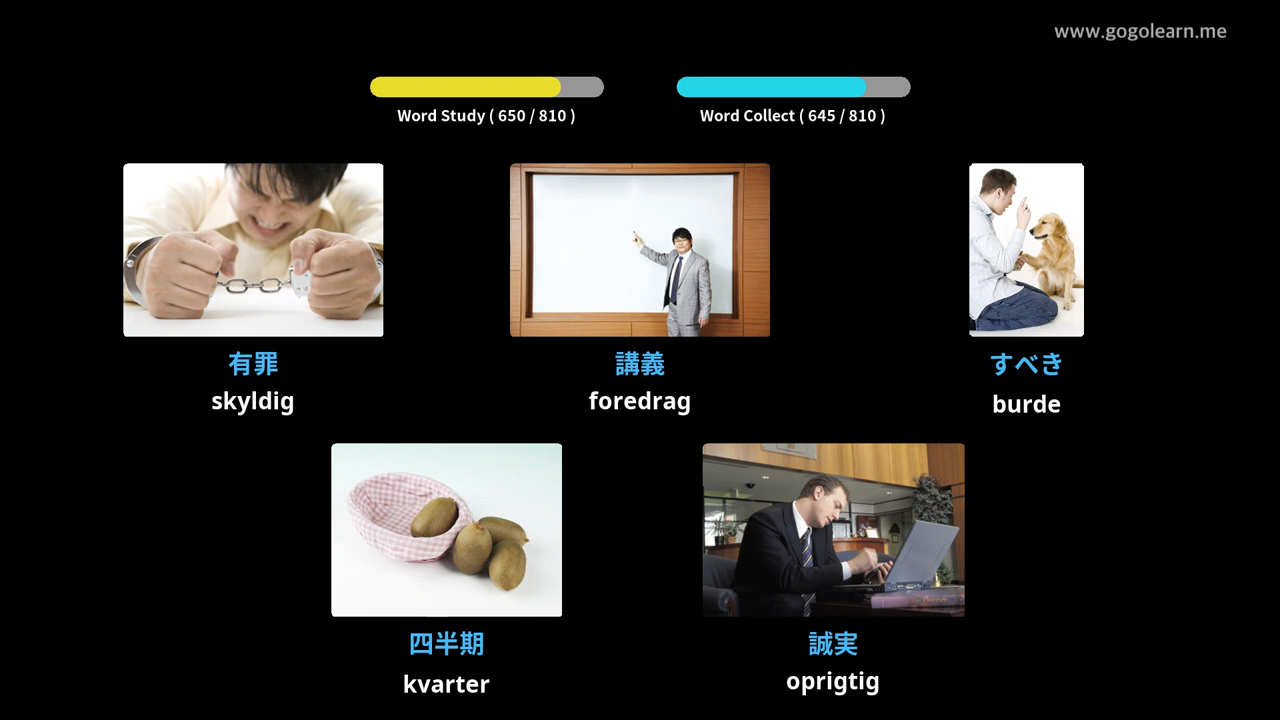 www.gogolearn.me
Word Study ( 650 / 810 )
Word Collect ( 645 / 810 )
有罪
skyldig
講義
foredrag
すべき
burde
四半期
kvarter
誠実
oprigtig